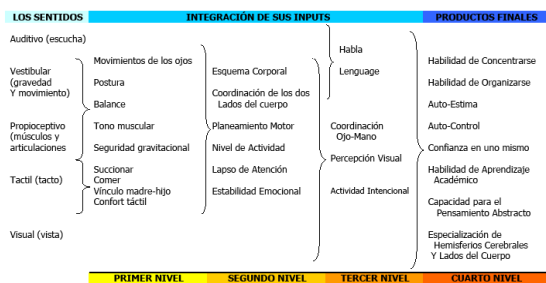 LOS SENTIDOS
INTEGRACIÓN DE SUS INPUTS
PRODUCTOS FINALES
Auditivo (escucha)
Vestibular
(gravedad
Y movimiento)
Propioceptivo
(músculos y
articulaciones
Tactil (tacto)
Visual (vista)
Movimientos de los ojos
Postura
Balance
Tono muscular
Seguridad gravitacional
Succionar
Comer
Vínculo madre-hijo
Confort táctil
Esquema Corporal
Coordinación de los dos
Lados del cuerpo
Planeamiento Motor
Nivel de Actividad
Lapso de Atención
Estabilidad Emocional
Habla
Lenguage
Coordinación
Ojo-Mano
Percepción Visual
Actividad Intencional
Habilidad de Concentrarse
Habilidad de Organizarse
Auto-Estima
Auto-Control
Confianza en uno mismo
Habilidad de Aprendizaje
Académico
Capacidad para el
Pensamiento Abstracto
Especialización de
Hemisferios Cerebrales
Y Lados del Cuerpo
PRIMER NIVEL
SEGUNDO NIVEL
TERCER NIVEL
CUARTO NIVEL